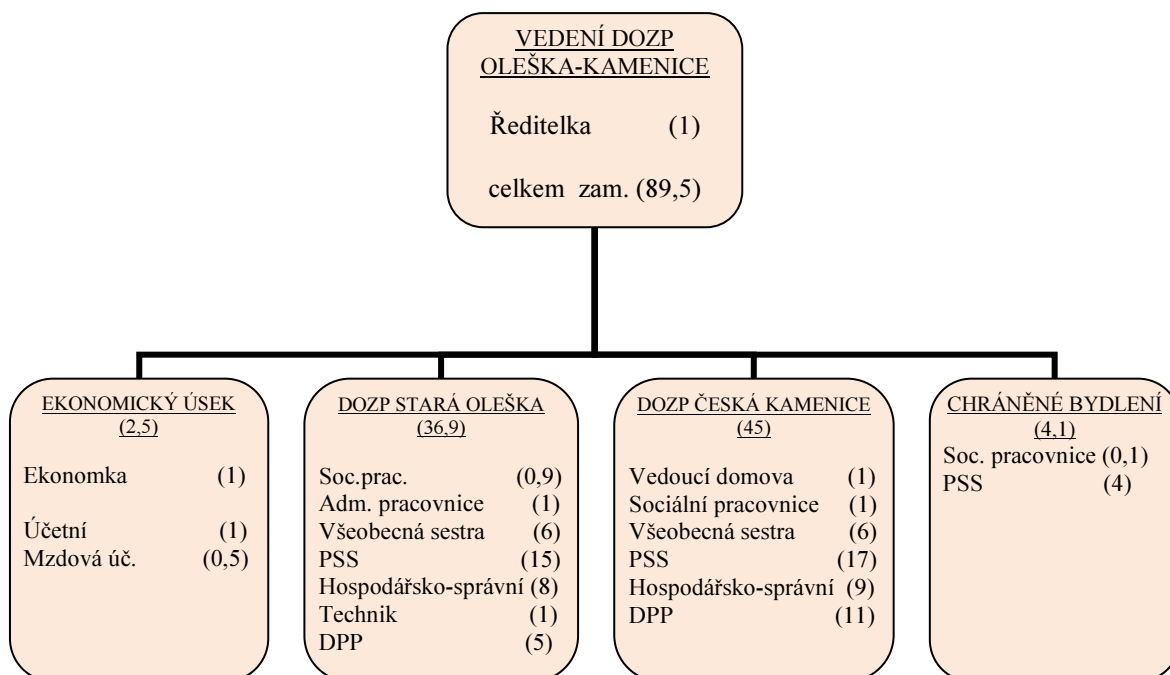 VEDENÍ DOZP
OLEŠKA-KAMENICE
Ředitelka (1)
celkem zam. (89,5)
EKONOMICKÝ ÚSEK
(2,5)
Ekonomka (1)
Účetní (1)
Mzdová úč. (0,5)
DOZP STARÁ OLEŠKA
(36,9)
Soc.prac. (0,9)
Adm. pracovnice (1)
Všeobecná sestra (6)
PSS (15)
Hospodářsko-správní (8)
Technik (1)
DPP (5)
DOZP ČESKÁ KAMENICE
(45)
Vedoucí domova (1)
Sociální pracovnice (1)
Všeobecná sestra (6)
PSS (17)
Hospodářsko-správní (9)
DPP (11)
CHRÁNĚNÉ BYDLENÍ
(4,1)
Soc. pracovnice (0,1)
PSS (4)